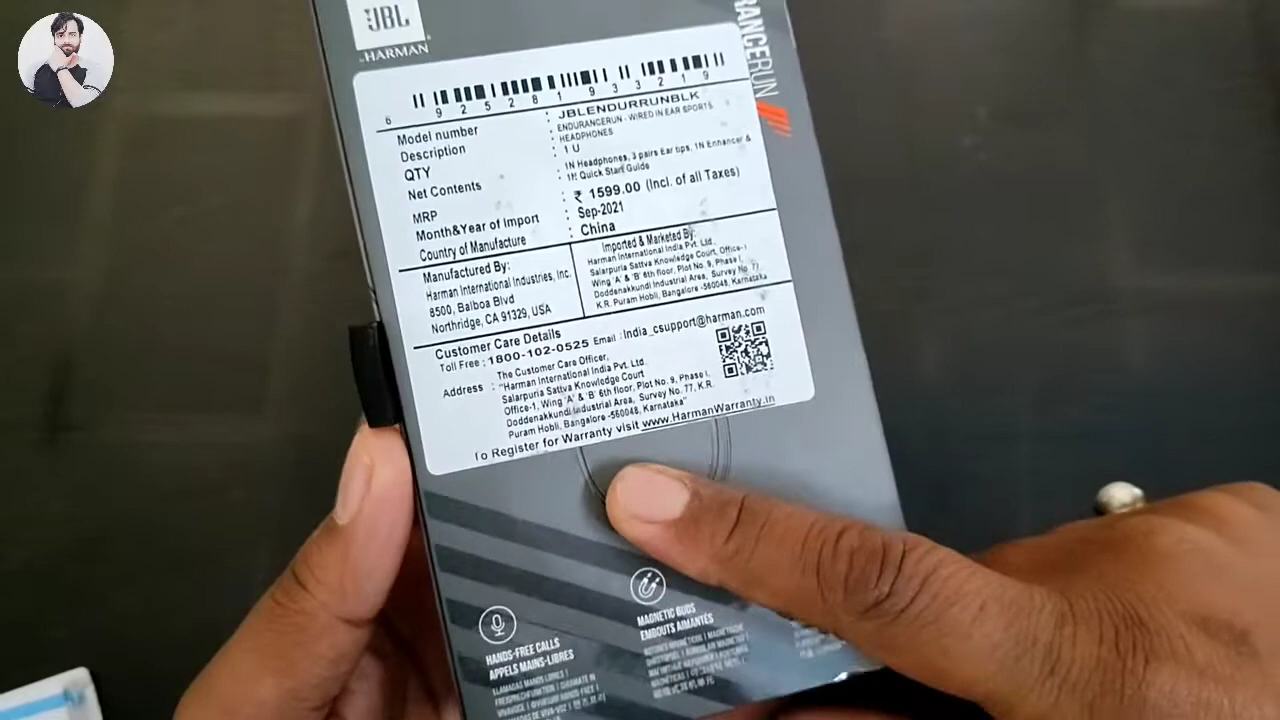 JBL
by HARMAN
RANGERUN
6 925281 933219
Model number : JBLENDURRUNBLK
Description : ENDURANCERUN - WIRED IN EAR SPORTS HEADPHONES
QTY : 1 U
Net Contents : 1N Headphones, 3 pairs Ear tips, 1N Enhancer & 1N Quick Start Guide
MRP : ₹ 1599.00 (Incl. of all Taxes)
Month&Year of Import : Sep-2021
Country of Manufacture : China
Manufactured By:
Harman International Industries, Inc.
8500, Balboa Blvd
Northridge, CA 91329, USA
Imported & Marketed By:
Harman International India Pvt. Ltd.
Salarpuria Sattva Knowledge Court, Office-1
Wing 'A' & 'B' 6th floor, Plot No. 9, Phase I,
Doddenakkundi Industrial Area, Survey No. 77
K.R. Puram Hobli, Bangalore -560048, Karnataka
Customer Care Details
Toll Free : 1800-102-0525 Email : India_csupport@harman.com
Address : The Customer Care Officer,
"Harman International India Pvt. Ltd.
Salarpuria Sattva Knowledge Court
Office-1, Wing 'A' & 'B' 6th floor, Plot No. 9, Phase I,
Doddenakkundi Industrial Area, Survey No. 77, K.R.
Puram Hobli, Bangalore -560048, Karnataka"
To Register for Warranty visit www.HarmanWarranty.in
HANDS-FREE CALLS
APPELS MAINS-LIBRES
LLAMADAS MANOS LIBRES |
MAGNETIC BUDS
EMBOUTS AIMANTÉS